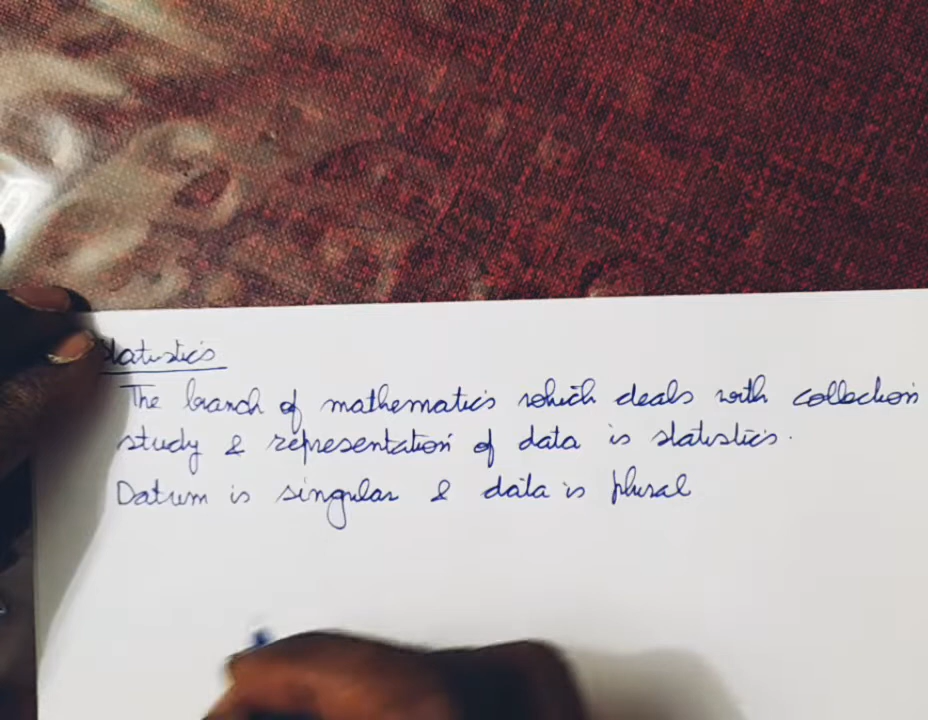 Statistics
The branch of mathematics which deals with collection
study & representation of data is statistics.
Datum is singular & data is plural